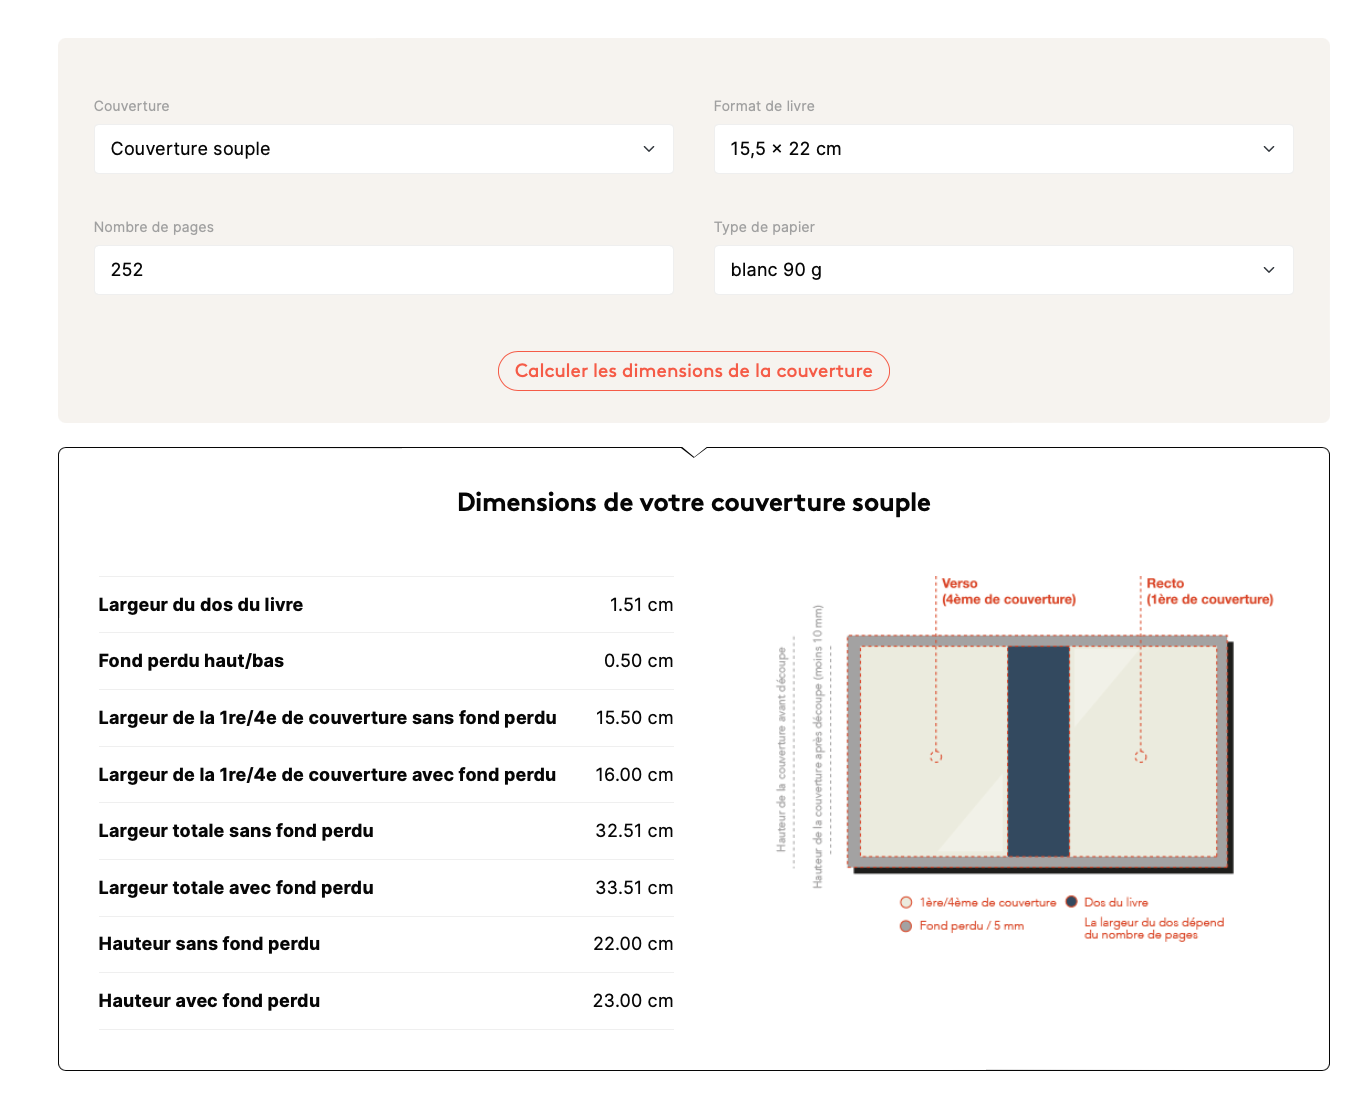 Couverture
Couverture souple
Format de livre
15,5 × 22 cm
Nombre de pages
252
Type de papier
blanc 90 g
Calculer les dimensions de la couverture
Dimensions de votre couverture souple
Largeur du dos du livre 1.51 cm
Fond perdu haut/bas 0.50 cm
Largeur de la 1re/4e de couverture sans fond perdu 15.50 cm
Largeur de la 1re/4e de couverture avec fond perdu 16.00 cm
Largeur totale sans fond perdu 32.51 cm
Largeur totale avec fond perdu 33.51 cm
Hauteur sans fond perdu 22.00 cm
Hauteur avec fond perdu 23.00 cm
Verso
(4ème de couverture)
Recto
(1ère de couverture)
Hauteur de la couverture avant découpe
Hauteur de la couverture après découpe (moins 10 mm)
1ère/4ème de couverture
Dos du livre
Fond perdu / 5 mm
La largeur du dos dépend
du nombre de pages